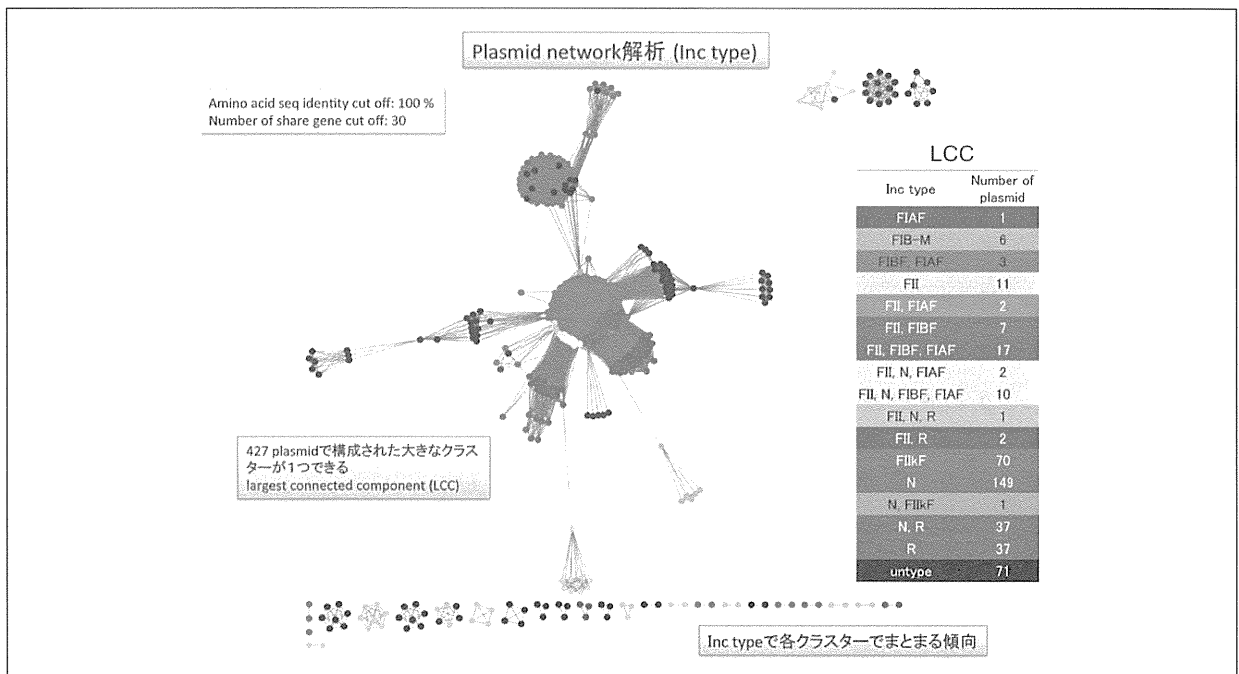 Plasmid network解析 (Inc type)
Amino acid seq identity cut off: 100 %
Number of share gene cut off: 30
LCC
Inc type Number of plasmid
FIAF 1
FIB-M 6
FIBF, FIAF 3
FII 11
FII, FIAF 2
FII, FIBF 7
FII, FIBF, FIAF 17
FII, N, FIAF 2
FII, N, FIBF, FIAF 10
FII, N, R 1
FII, R 2
FIIkF 70
N 149
N, FIIkF 1
N, R 37
R 37
untype 71
427 plasmidで構成された大きなクラス
ターが1つできる
largest connected component (LCC)
Inc typeで各クラスターでまとまる傾向